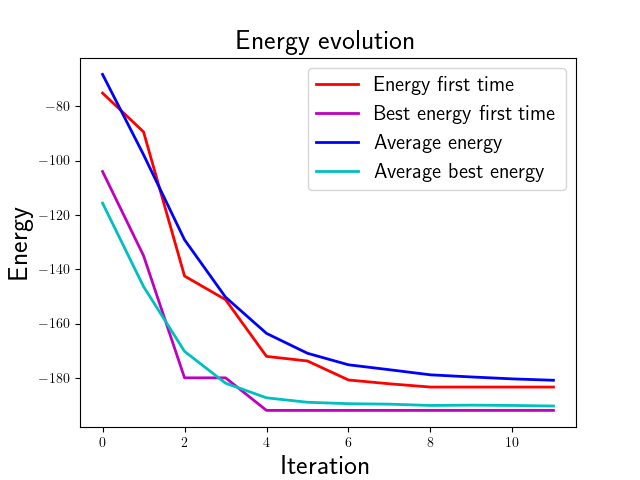 Energy evolution
Energy first time
Best energy first time
Average energy
Average best energy
Energy
−80
−100
−120
−140
−160
−180
0 2 4 6 8 10
Iteration